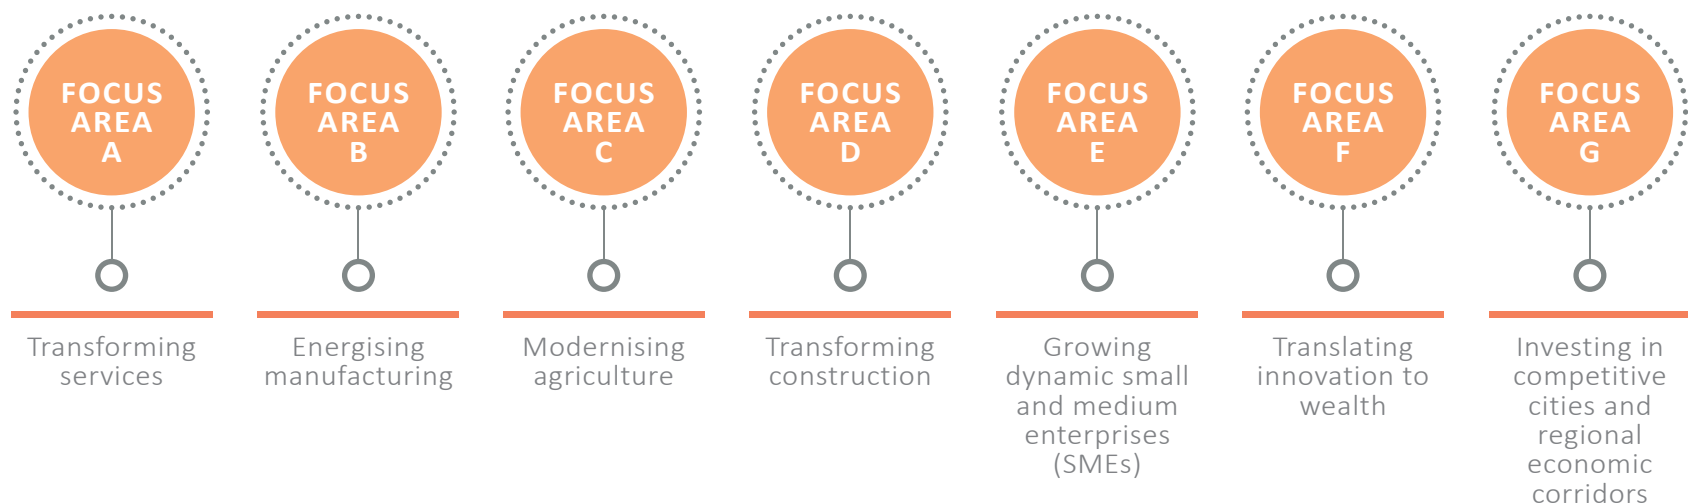 FOCUS
AREA
A
FOCUS
AREA
B
FOCUS
AREA
C
FOCUS
AREA
D
FOCUS
AREA
E
FOCUS
AREA
F
FOCUS
AREA
G
Transforming
services
Energising
manufacturing
Modernising
agriculture
Transforming
construction
Growing
dynamic small
and medium
enterprises
(SMEs)
Translating
innovation to
wealth
Investing in
competitive
cities and
regional
economic
corridors